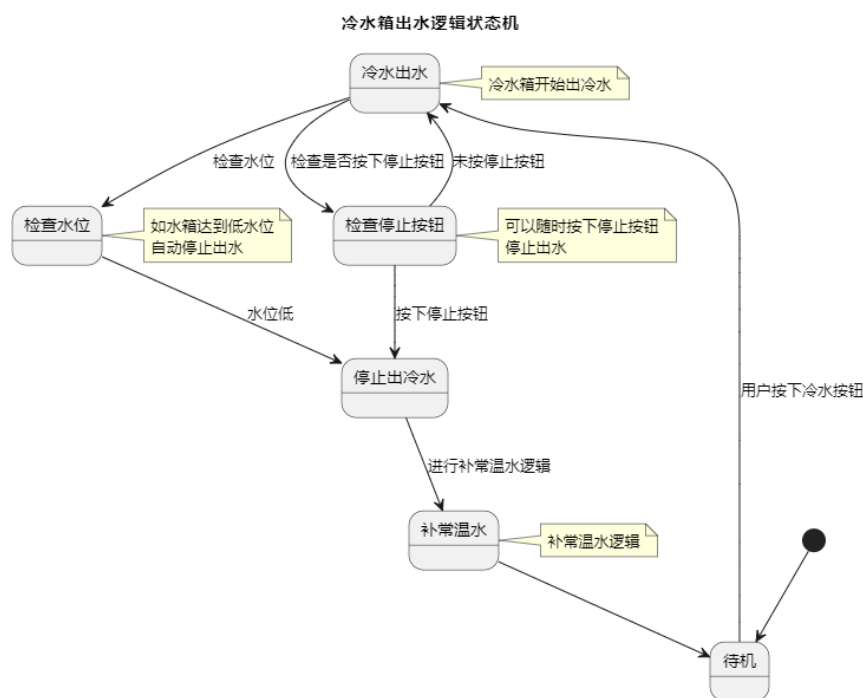 冷水箱出水逻辑状态机
冷水出水
冷水箱开始出冷水
检查水位
检查是否按下停止按钮
未按停止按钮
检查水位
如水箱达到低水位
自动停止出水
检查停止按钮
可以随时按下停止按钮
停止出水
水位低
按下停止按钮
停止出冷水
用户按下冷水按钮
进行补常温水逻辑
补常温水
补常温水逻辑
待机